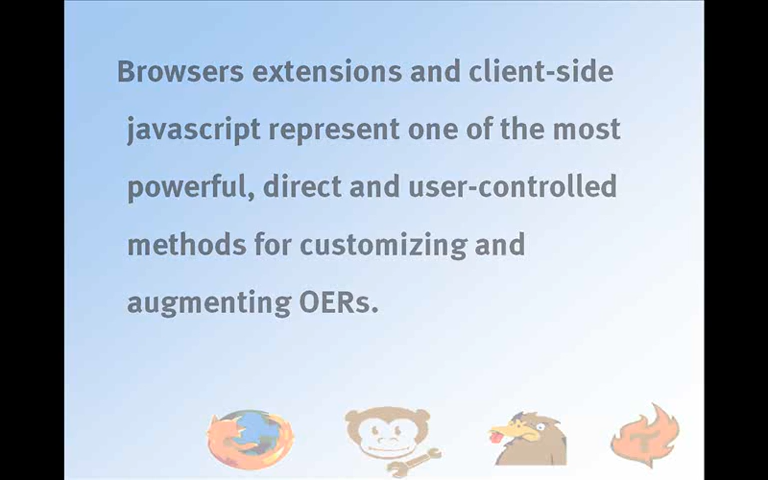 Browsers extensions and client-side
javascript represent one of the most
powerful, direct and user-controlled
methods for customizing and
augmenting OERs.